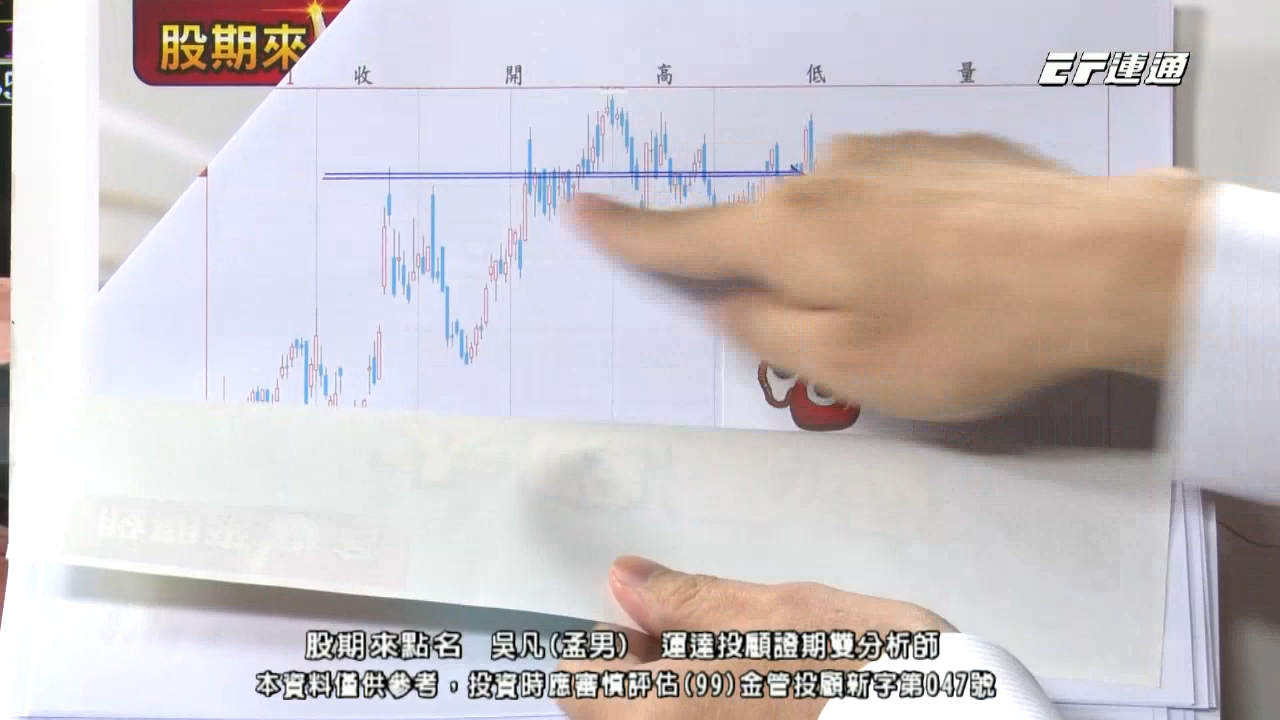 股期來
EF運通
收 開 高 低 量
股期來點名 吳凡(孟男) 運達投顧證期雙分析師
本資料僅供參考，投資時應審慎評估(99)金管投顧新字第047號